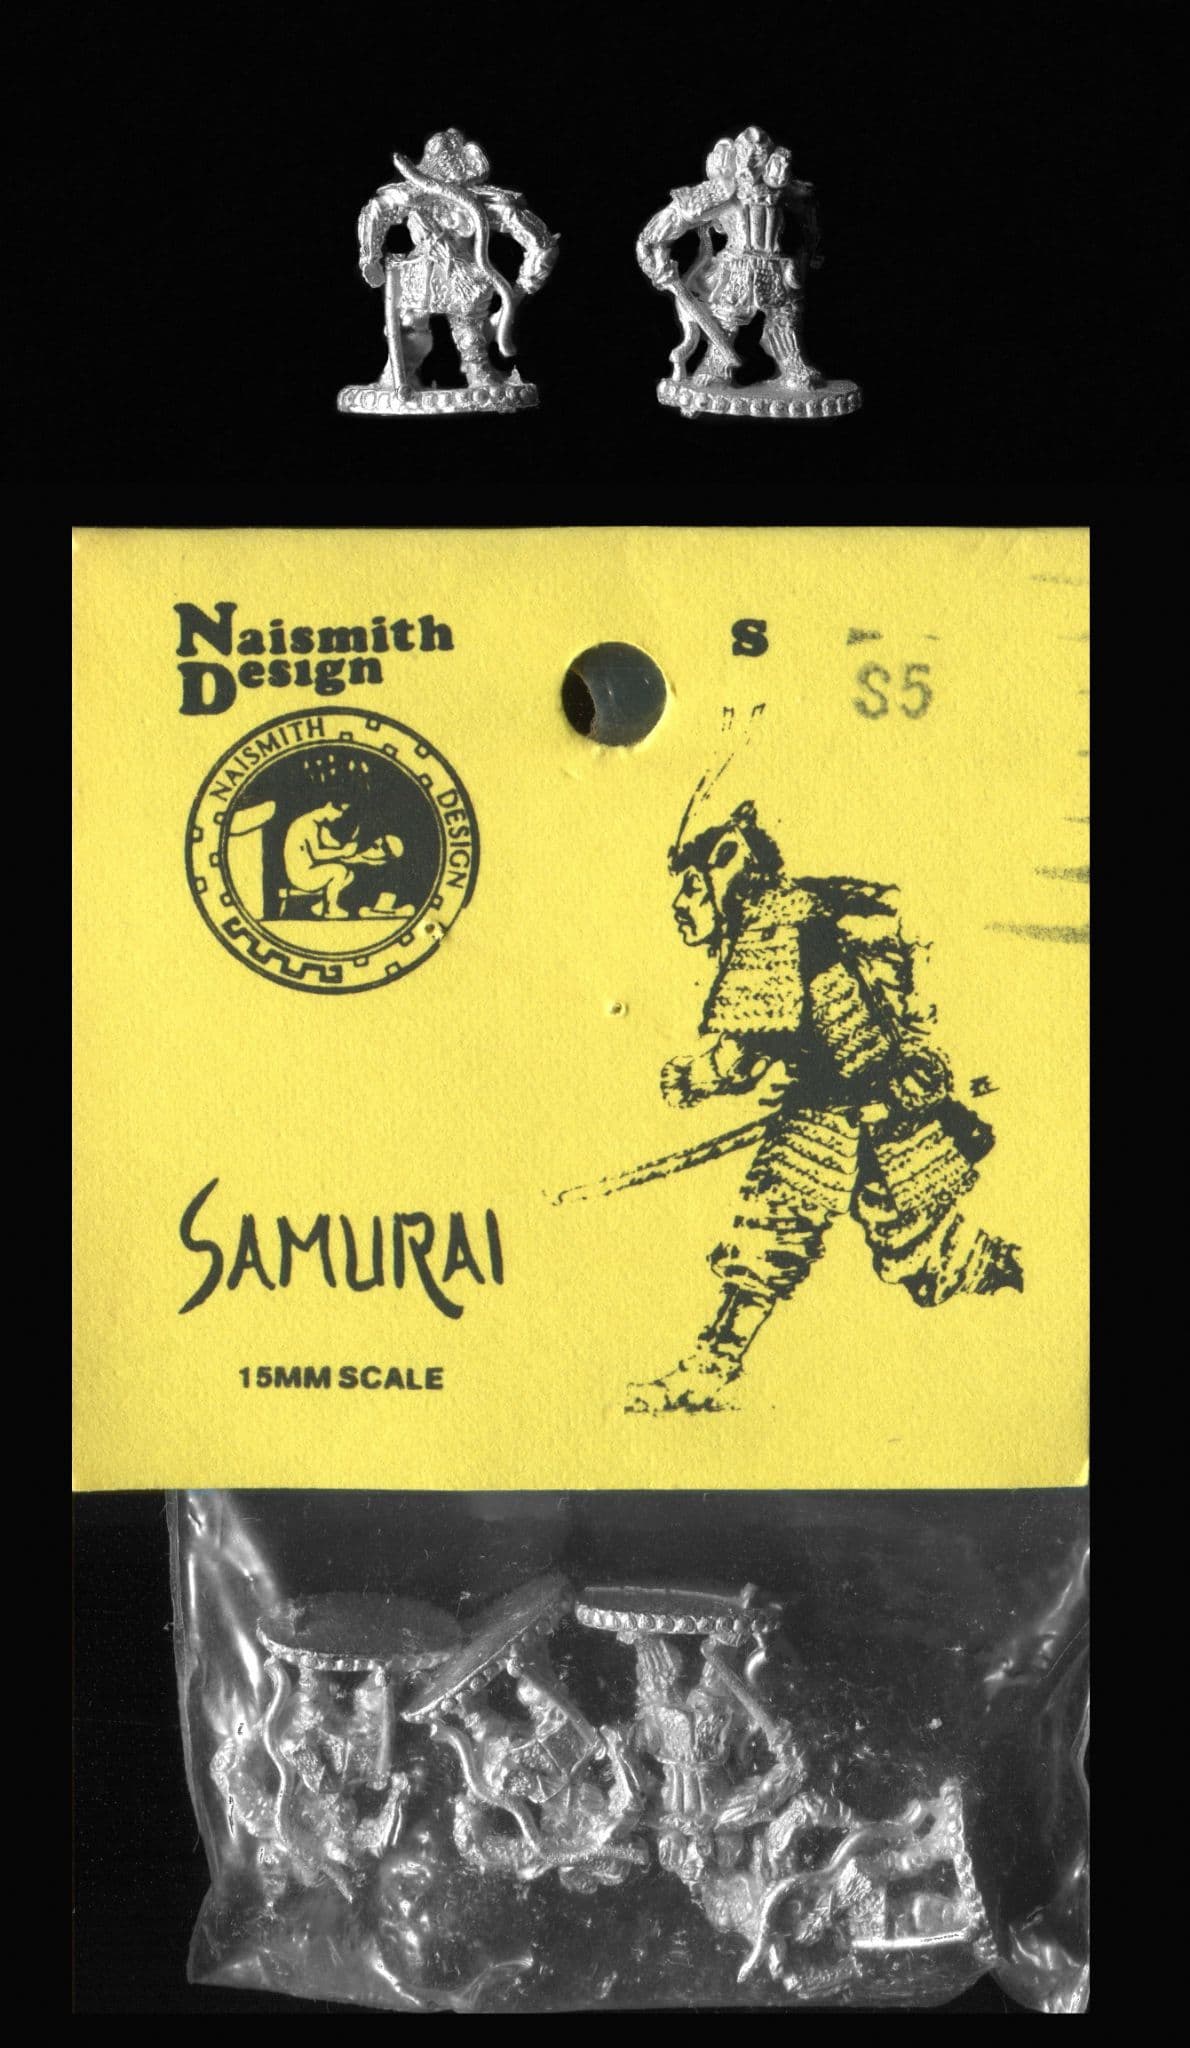 Naismith
Design
S
S5
NAISMITH DESIGN
SAMURAI
15MM SCALE